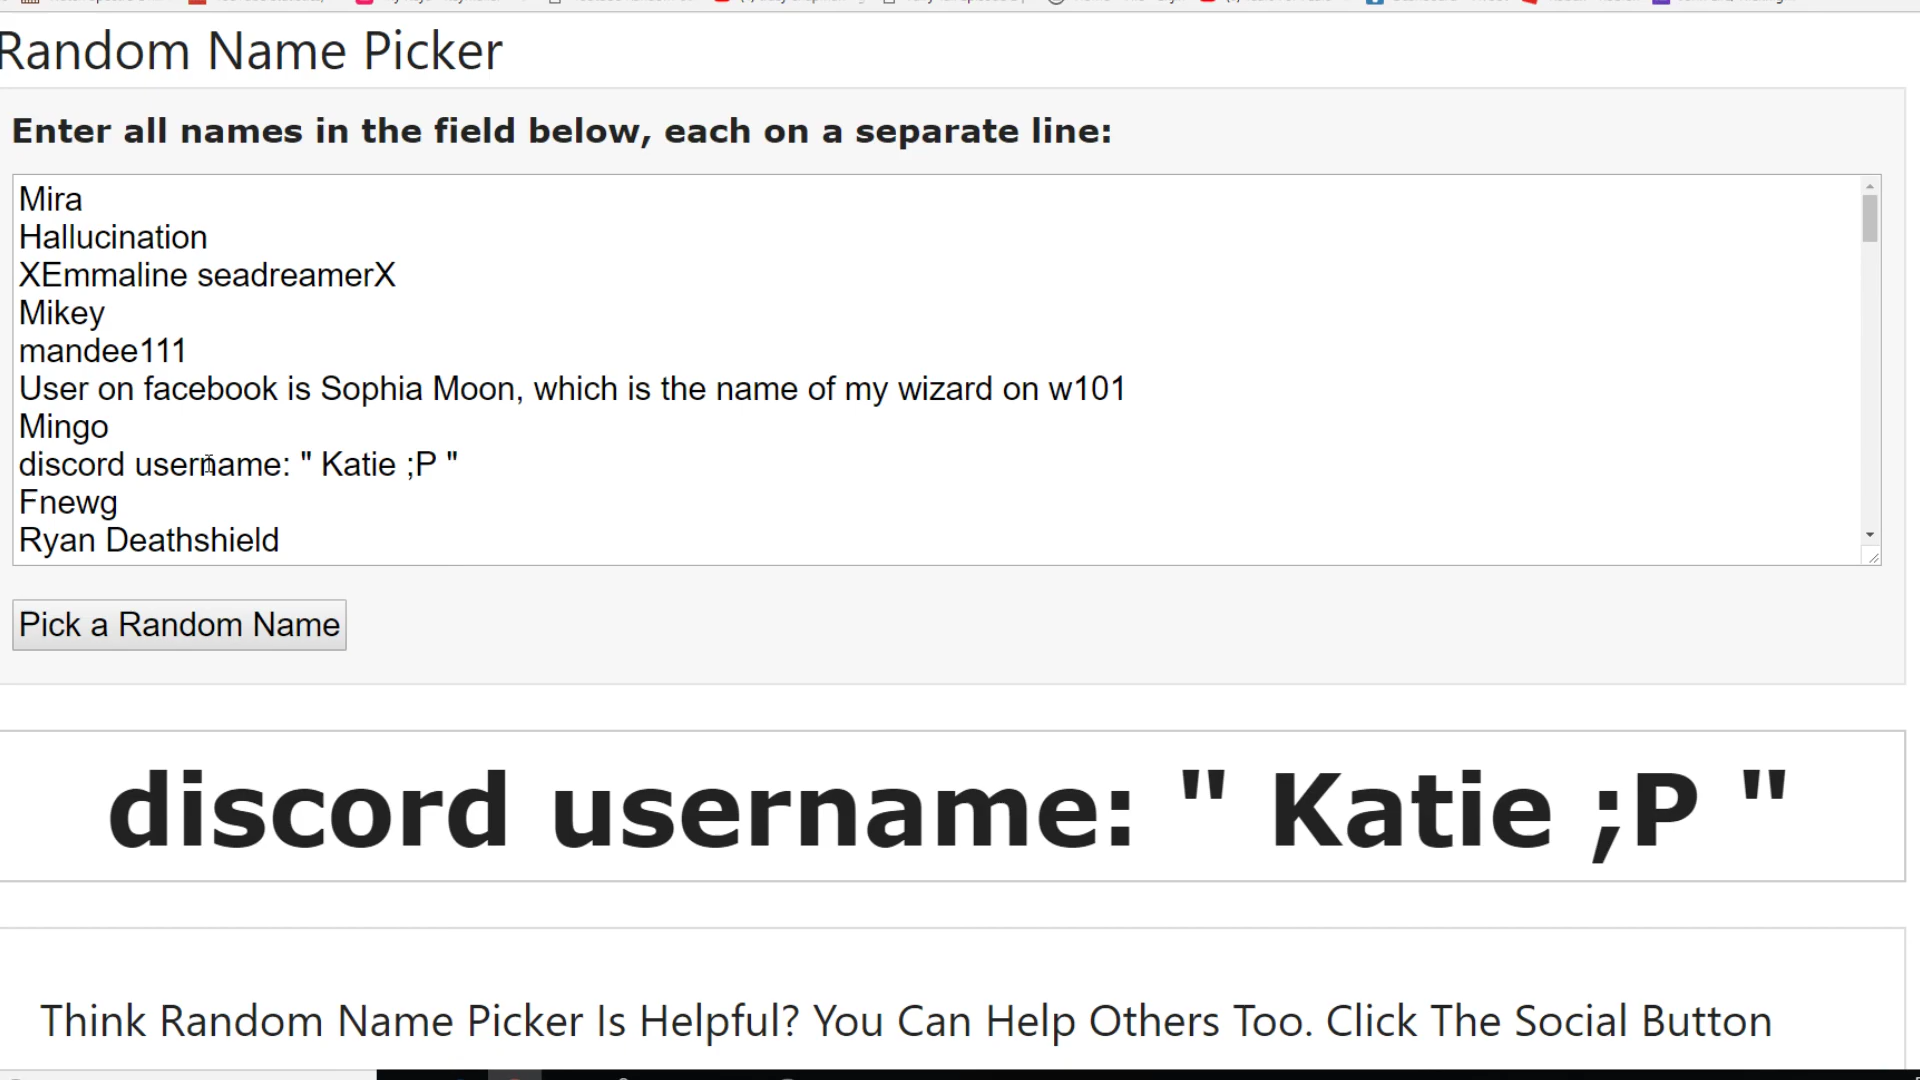 Random Name Picker
Enter all names in the field below, each on a separate line:
Mira
Hallucination
XEmmaline seadreamerX
Mikey
mandee111
User on facebook is Sophia Moon, which is the name of my wizard on w101
Mingo
discord username: " Katie ;P "
Fnewg
Ryan Deathshield
Pick a Random Name
discord username: " Katie ;P "
Think Random Name Picker Is Helpful? You Can Help Others Too. Click The Social Button